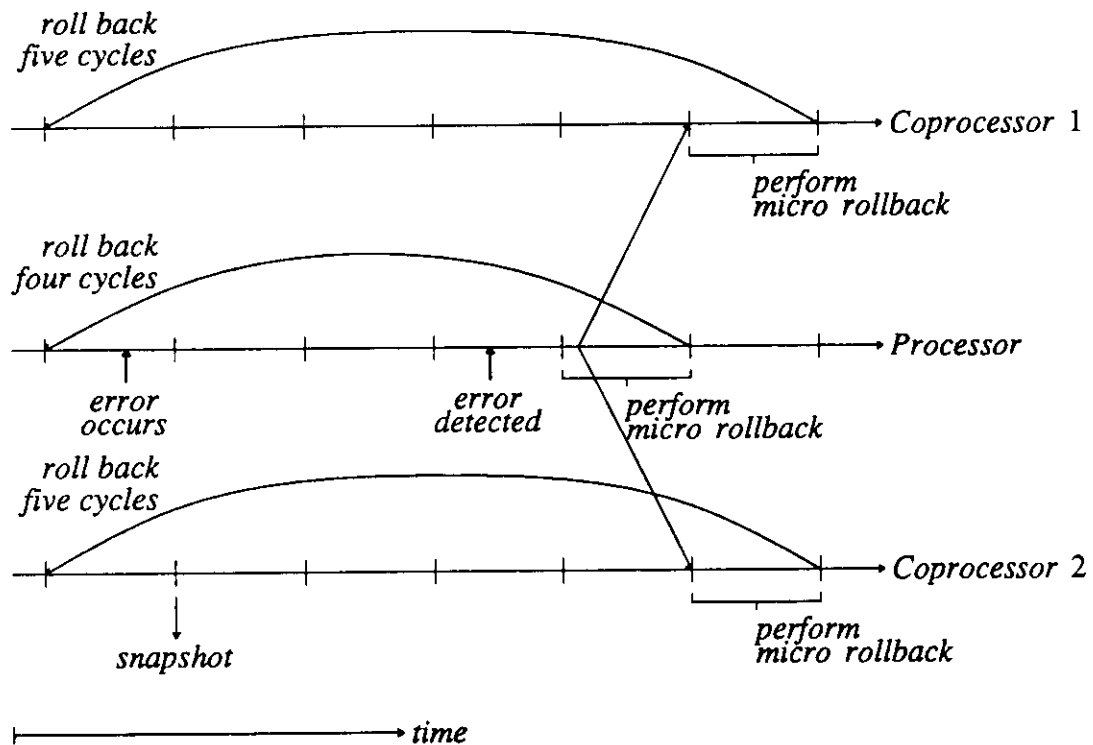 roll back
five cycles
Coprocessor 1
perform
micro rollback
roll back
four cycles
Processor
error
occurs
error
detected
perform
micro rollback
roll back
five cycles
Coprocessor 2
snapshot
perform
micro rollback
time